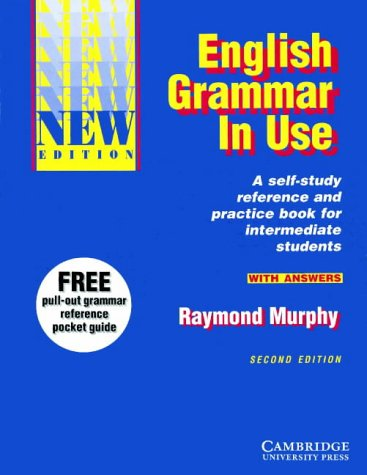 NEW
NEW
NEW
NEW
NEW
EDITION
English
Grammar
In Use
A self-study
reference and
practice book for
intermediate
students
WITH ANSWERS
FREE
pull-out grammar
reference
pocket guide
Raymond Murphy
SECOND EDITION
CAMBRIDGE
UNIVERSITY PRESS